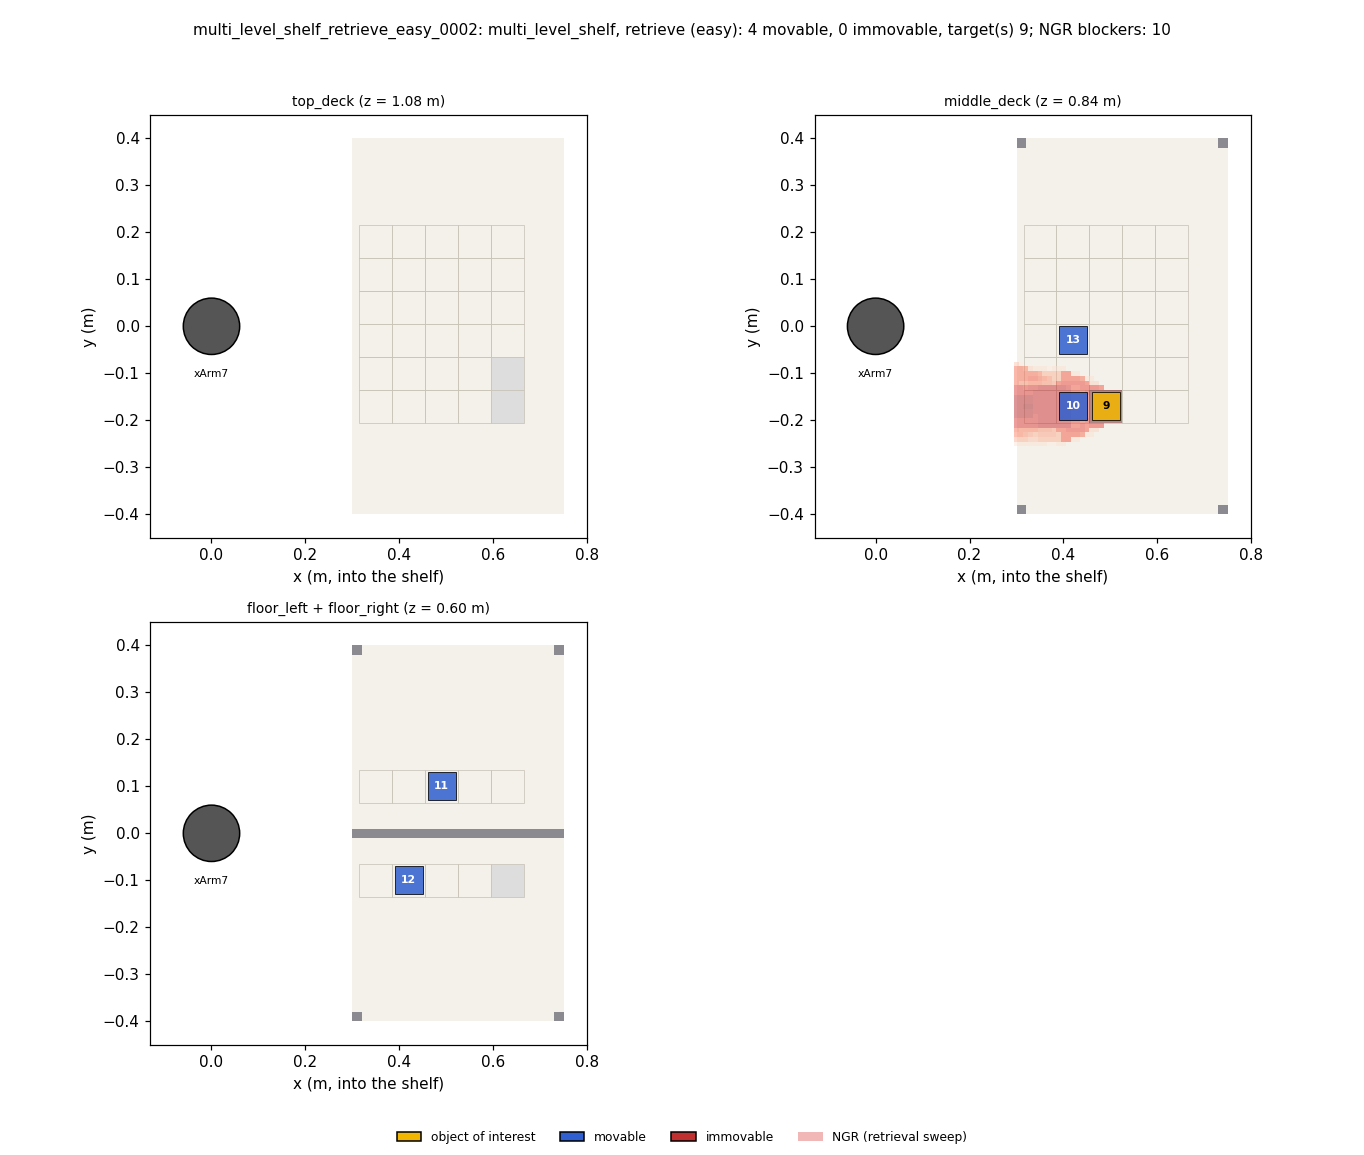 multi_level_shelf_retrieve_easy_0002: multi_level_shelf, retrieve (easy): 4 movable, 0 immovable, target(s) 9; NGR blockers: 10
top_deck (z = 1.08 m)
0.4
0.3
0.2
0.1
0.0
−0.1
−0.2
−0.3
−0.4
y (m)
xArm7
0.0
0.2
0.4
0.6
0.8
x (m, into the shelf)
middle_deck (z = 0.84 m)
0.4
0.3
0.2
0.1
0.0
−0.1
−0.2
−0.3
−0.4
y (m)
xArm7
13
10
9
0.0
0.2
0.4
0.6
0.8
x (m, into the shelf)
floor_left + floor_right (z = 0.60 m)
0.4
0.3
0.2
0.1
0.0
−0.1
−0.2
−0.3
−0.4
y (m)
xArm7
11
12
0.0
0.2
0.4
0.6
0.8
x (m, into the shelf)
object of interest
movable
immovable
NGR (retrieval sweep)